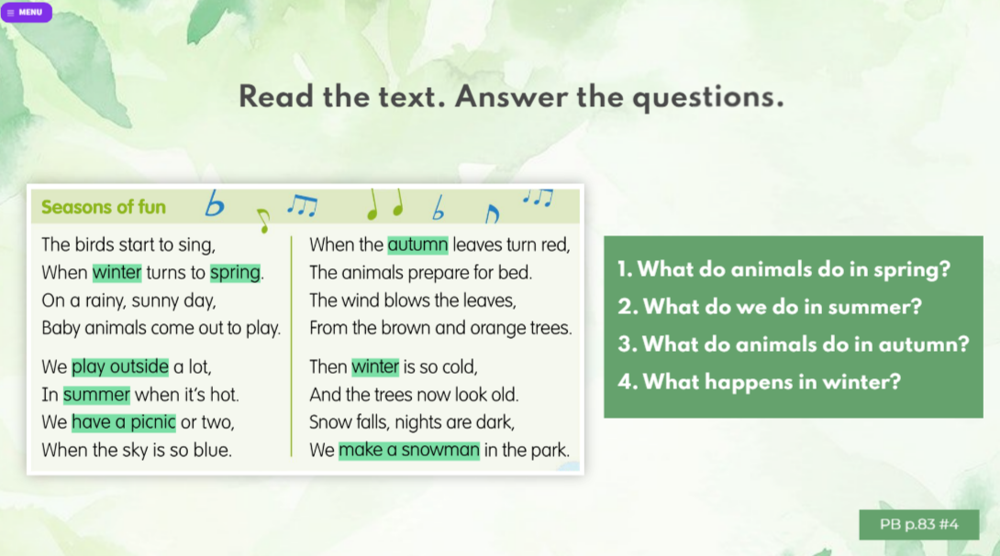 MENU
Read the text. Answer the questions.
Seasons of fun
The birds start to sing,
When winter turns to spring.
On a rainy, sunny day,
Baby animals come out to play.
We play outside a lot,
In summer when it's hot.
We have a picnic or two,
When the sky is so blue.
When the autumn leaves turn red,
The animals prepare for bed.
The wind blows the leaves,
From the brown and orange trees.
Then winter is so cold,
And the trees now look old.
Snow falls, nights are dark,
We make a snowman in the park.
1. What do animals do in spring?
2. What do we do in summer?
3. What do animals do in autumn?
4. What happens in winter?
PB p.83 #4